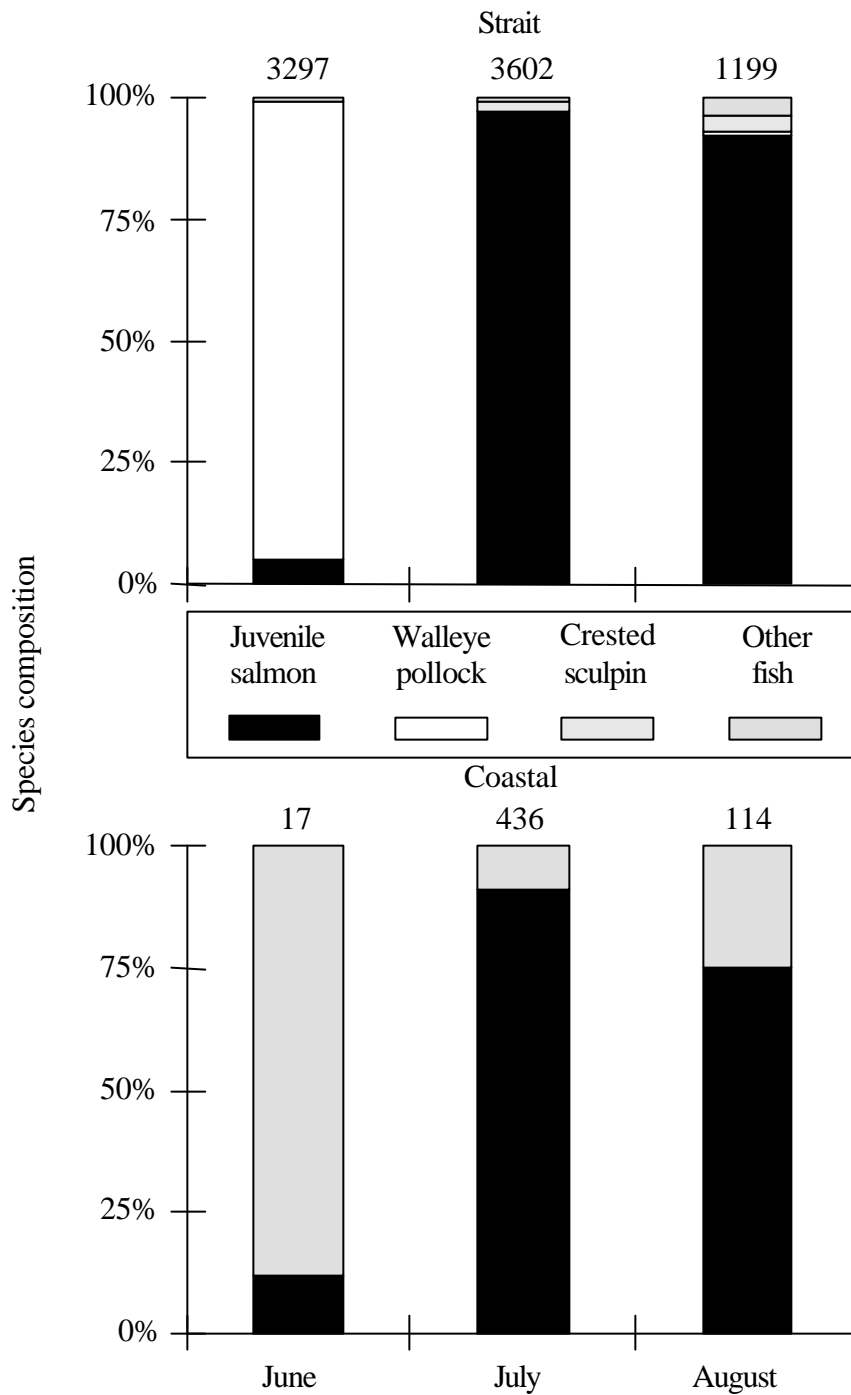 Strait
3297 3602 1199
100%
75%
50%
25%
0%
Species composition
Juvenile salmon
Walleye pollock
Crested sculpin
Other fish
Coastal
17 436 114
100%
75%
50%
25%
0%
June July August